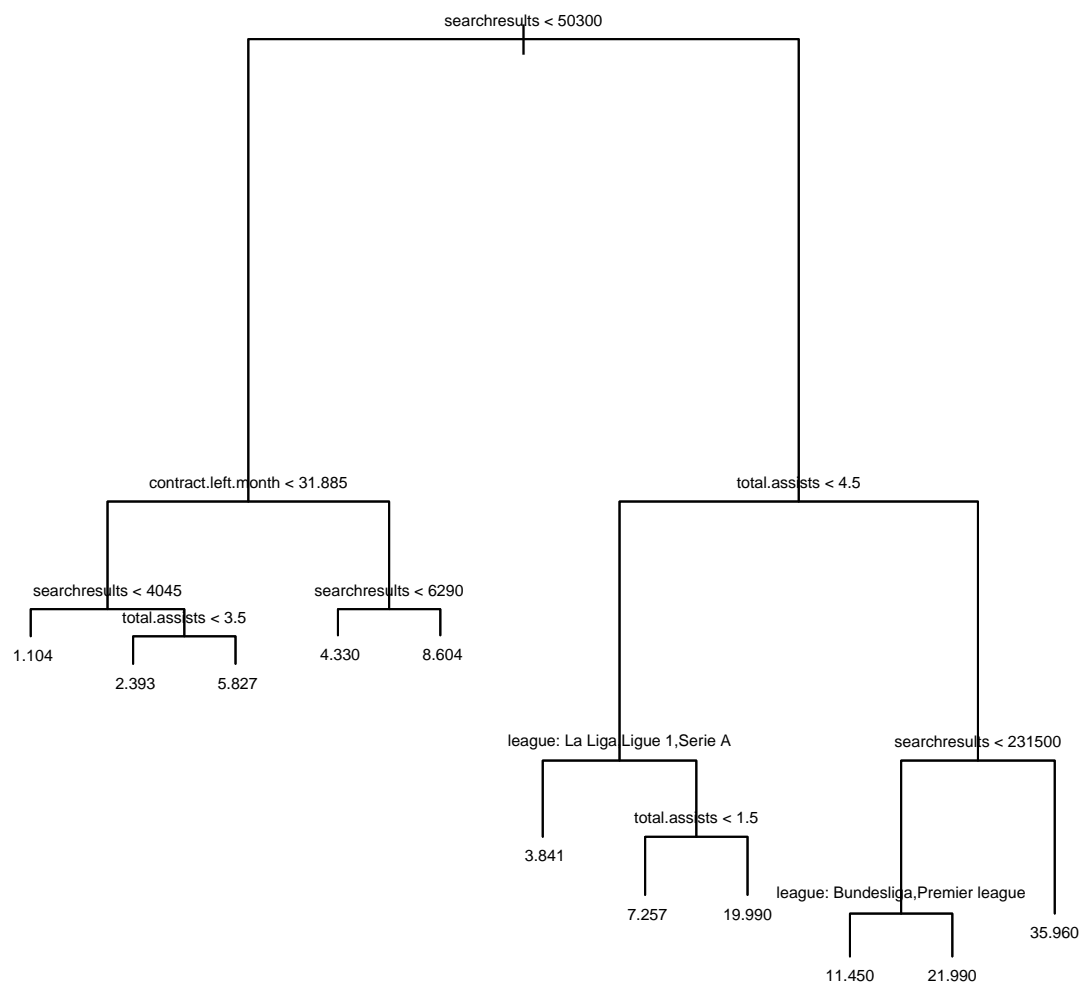 searchresults < 50300
contract.left.month < 31.885
total.assists < 4.5
searchresults < 4045
searchresults < 6290
total.assists < 3.5
1.104
4.330
8.604
2.393
5.827
league: La Liga,Ligue 1,Serie A
searchresults < 231500
total.assists < 1.5
3.841
league: Bundesliga,Premier league
7.257
19.990
35.960
11.450
21.990